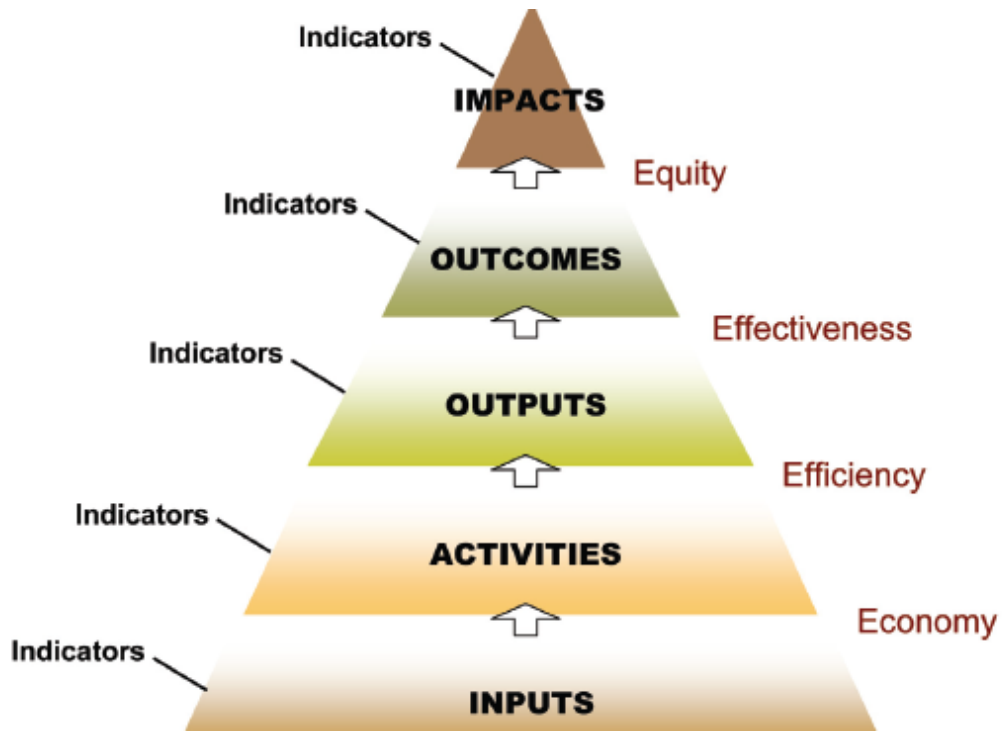 Indicators
IMPACTS
Equity
Indicators
OUTCOMES
Effectiveness
Indicators
OUTPUTS
Efficiency
Indicators
ACTIVITIES
Economy
Indicators
INPUTS